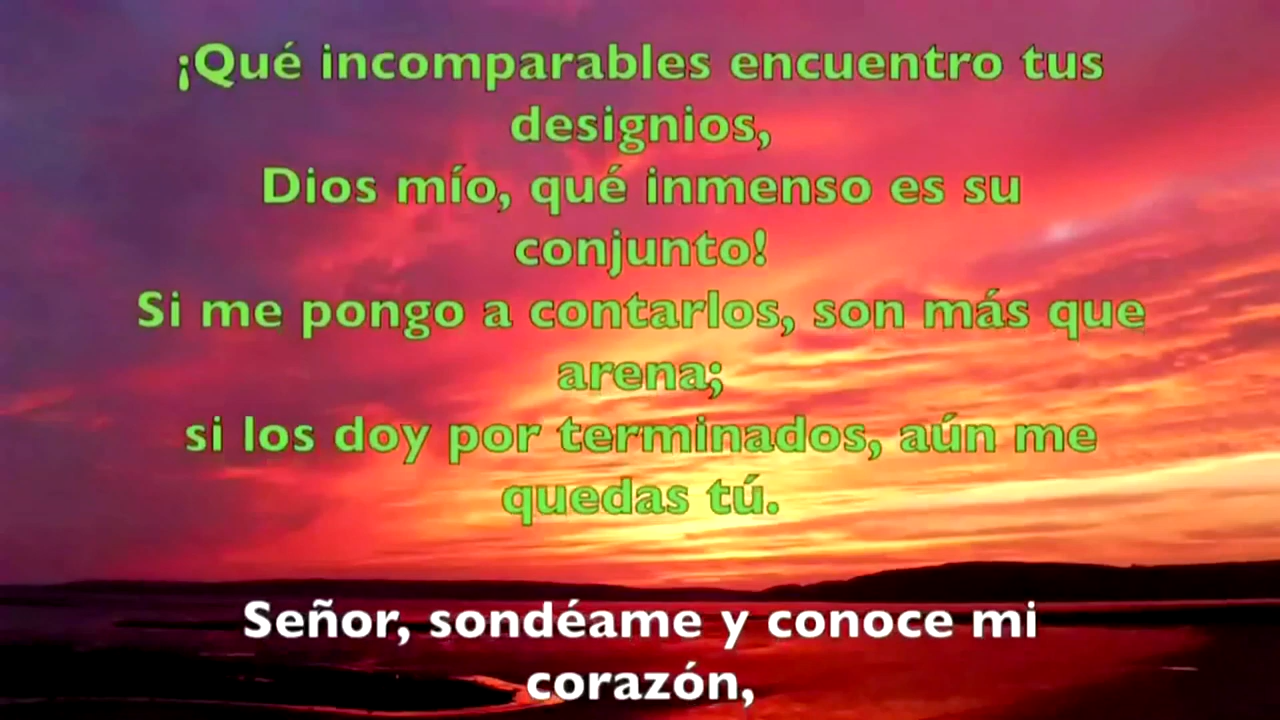 ¡Qué incomparables encuentro tus
designios,
Dios mío, qué inmenso es su
conjunto!
Si me pongo a contarlos, son más que
arena;
si los doy por terminados, aún me
quedas tú.
Señor, sondéame y conoce mi
corazón,